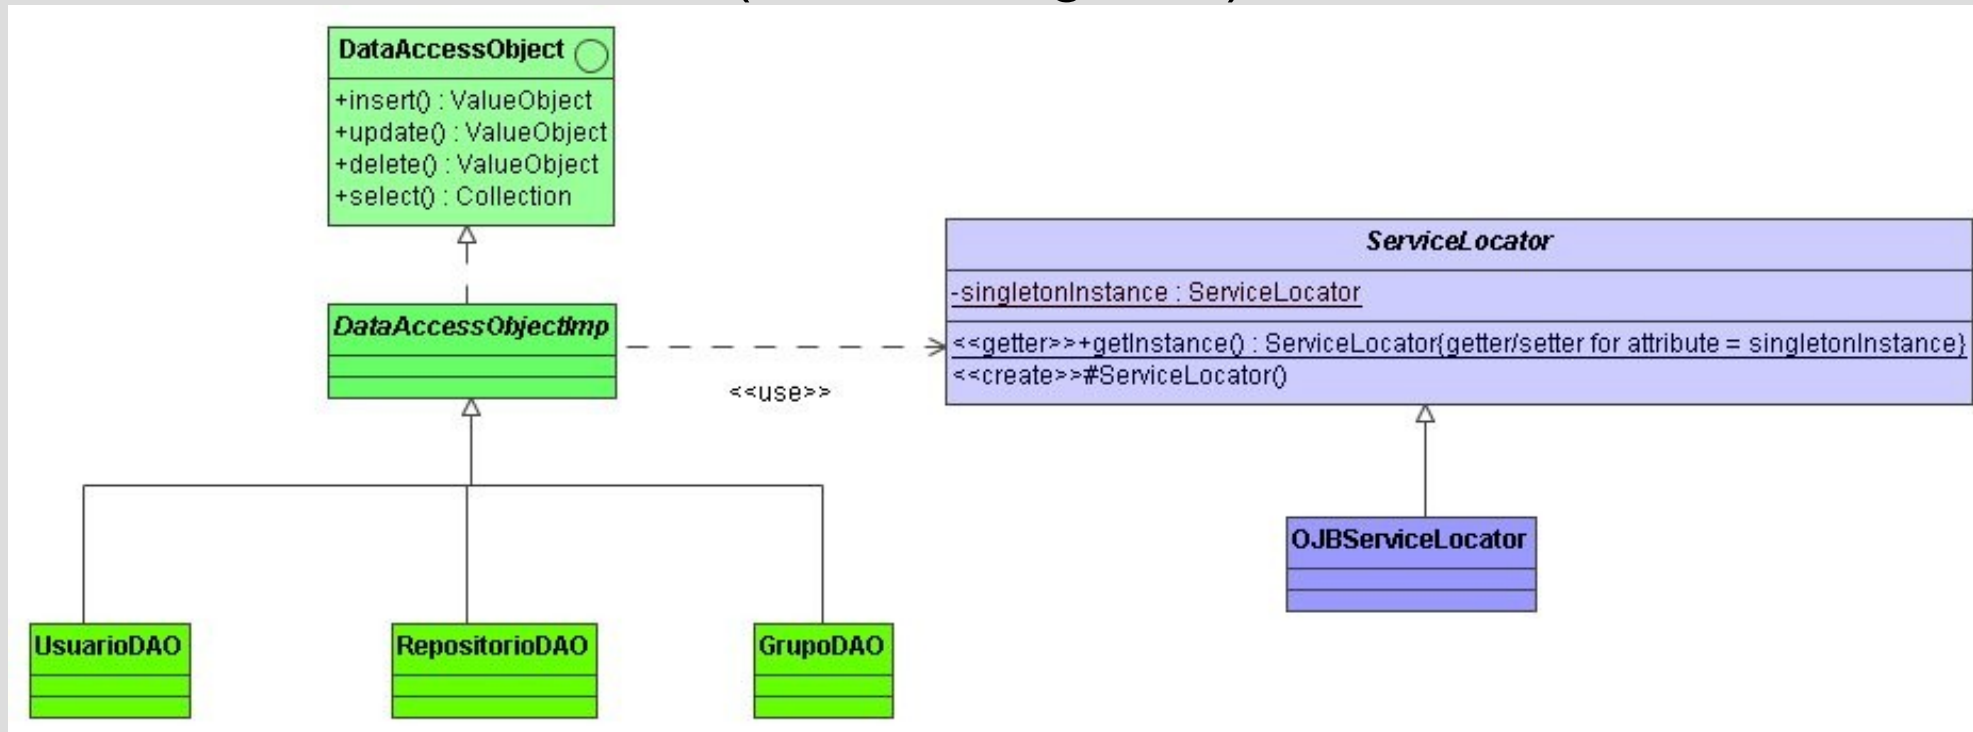 DataAccessObject
+insert() : ValueObject
+update() : ValueObject
+delete() : ValueObject
+select() : Collection
DataAccessObjectImp
<<use>>
ServiceLocator
-singletonInstance : ServiceLocator
<<getter>>+getInstance() : ServiceLocator{getter/setter for attribute = singletonInstance}
<<create>>#ServiceLocator()
OJBServiceLocator
UsuarioDAO
RepositorioDAO
GrupoDAO